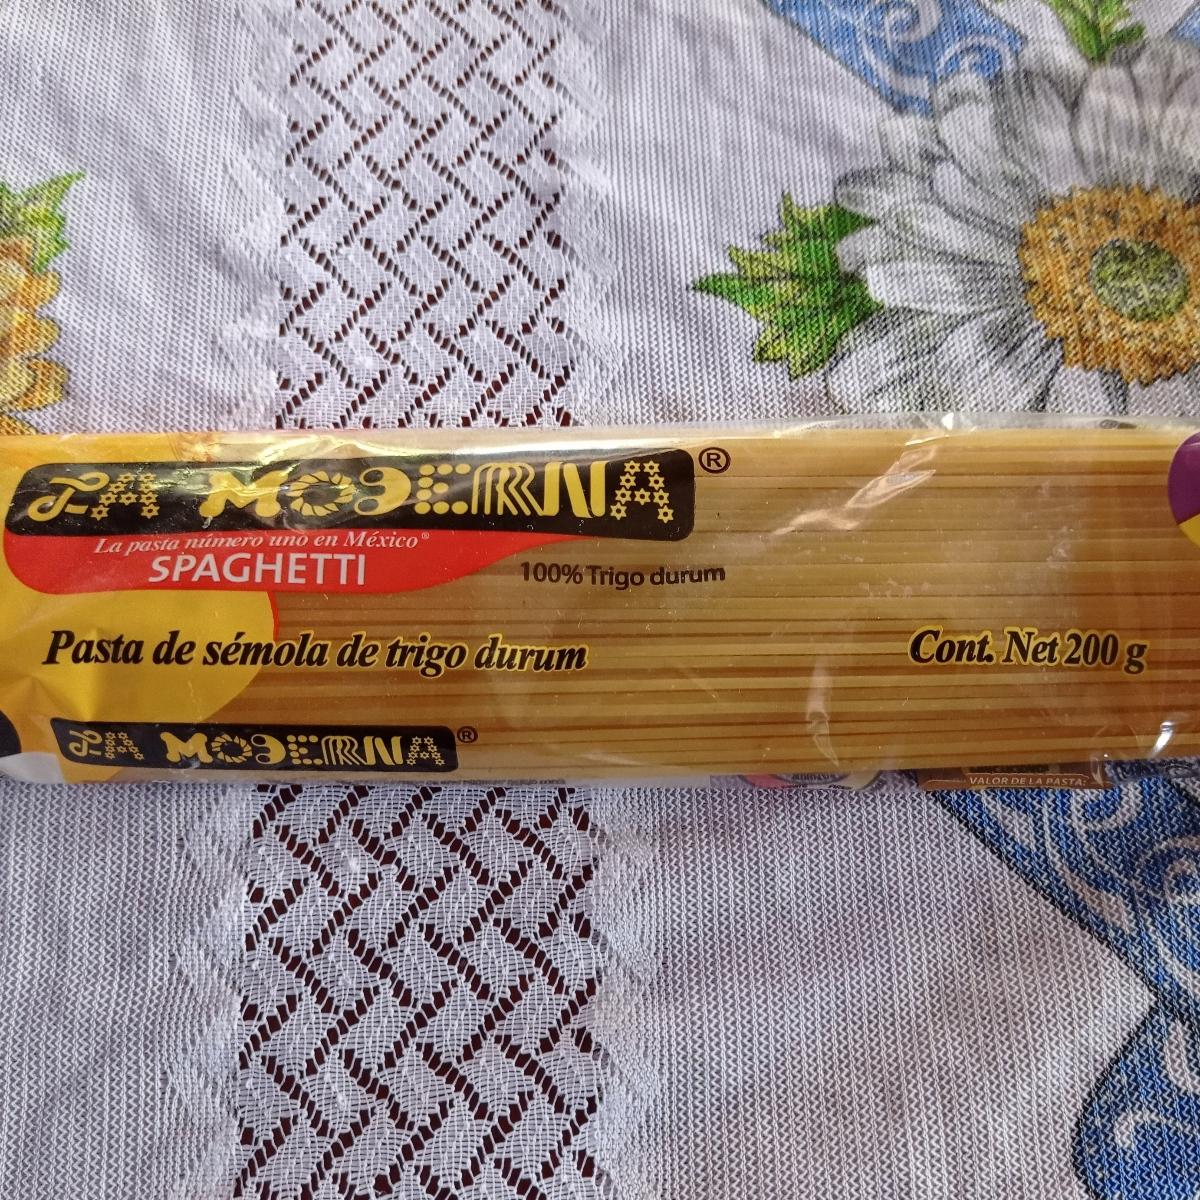 LA MODERNA®
La pasta número uno en México®
SPAGHETTI
100% Trigo durum
Pasta de sémola de trigo durum
Cont. Net 200 g
LA MODERNA®
VALOR DE LA PASTA: